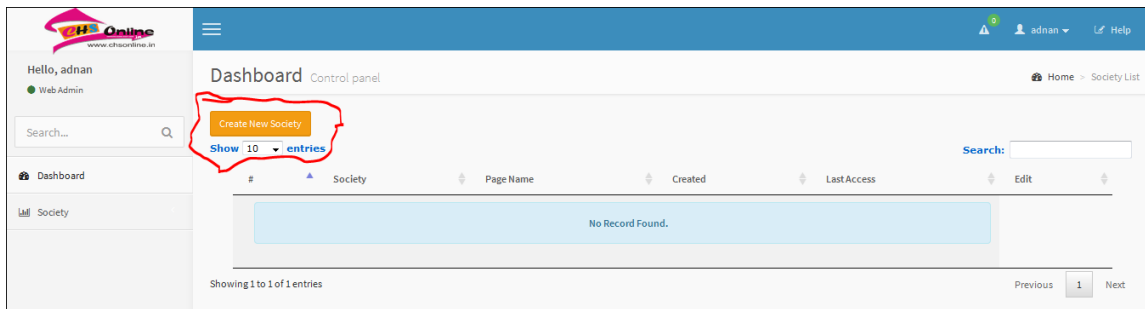 CHS Online
www.chsonline.in
0
adnan
Help
Hello, adnan
Web Admin
Search...
Dashboard
Society
Dashboard Control panel
Home > Society List
Create New Society
Show 10 entries
Search:
# Society Page Name Created Last Access Edit
No Record Found.
Showing 1 to 1 of 1 entries
Previous 1 Next